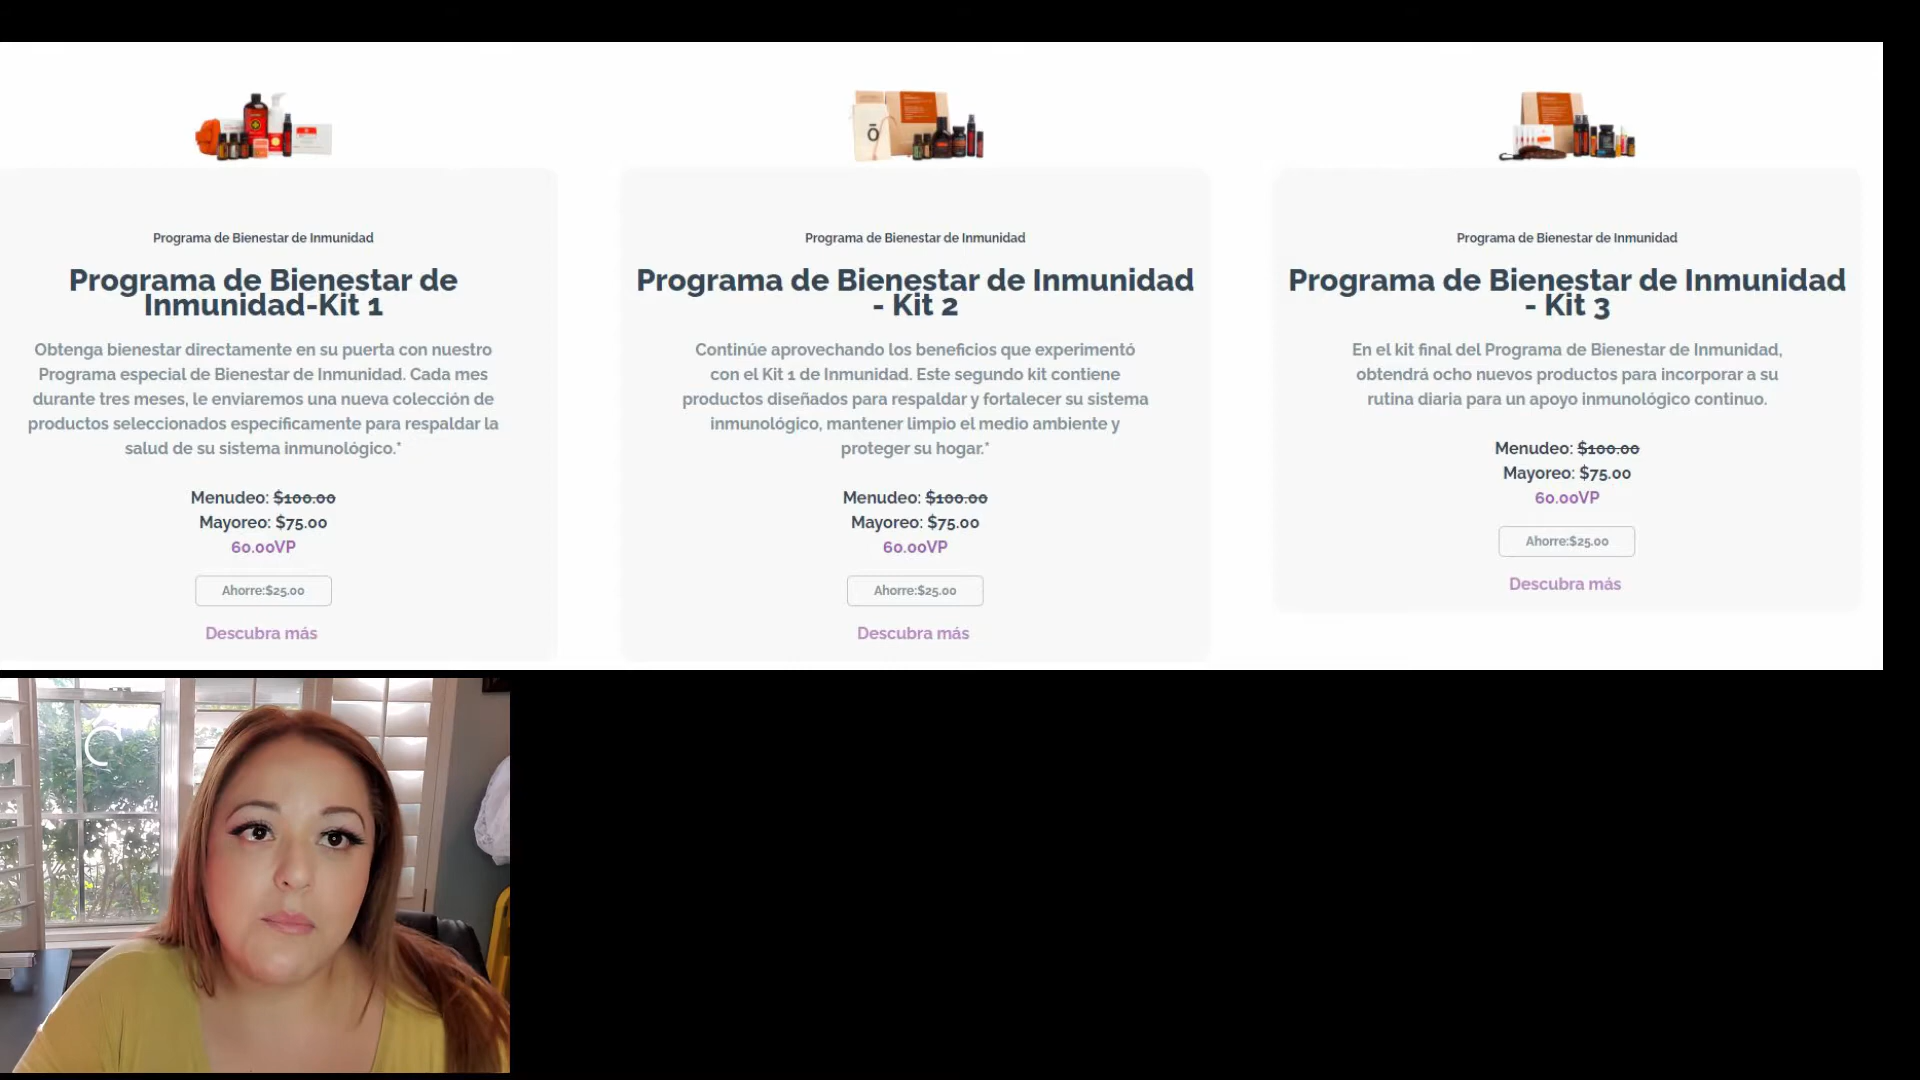 Programa de Bienestar de Inmunidad
Programa de Bienestar de
Inmunidad-Kit 1
Obtenga bienestar directamente en su puerta con nuestro
Programa especial de Bienestar de Inmunidad. Cada mes
durante tres meses, le enviaremos una nueva colección de
productos seleccionados específicamente para respaldar la
salud de su sistema inmunológico.*
Menudeo: $100.00
Mayoreo: $75.00
60.00VP
Ahorre:$25.00
Descubra más
Programa de Bienestar de Inmunidad
Programa de Bienestar de Inmunidad
- Kit 2
Continúe aprovechando los beneficios que experimentó
con el Kit 1 de Inmunidad. Este segundo kit contiene
productos diseñados para respaldar y fortalecer su sistema
inmunológico, mantener limpio el medio ambiente y
proteger su hogar.*
Menudeo: $100.00
Mayoreo: $75.00
60.00VP
Ahorre:$25.00
Descubra más
Programa de Bienestar de Inmunidad
Programa de Bienestar de Inmunidad
- Kit 3
En el kit final del Programa de Bienestar de Inmunidad,
obtendrá ocho nuevos productos para incorporar a su
rutina diaria para un apoyo inmunológico continuo.
Menudeo: $100.00
Mayoreo: $75.00
60.00VP
Ahorre:$25.00
Descubra más